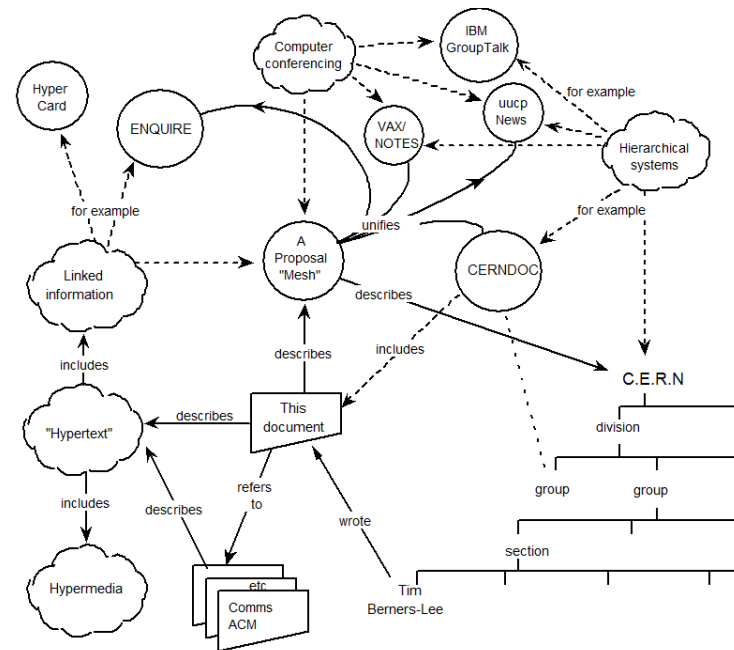 IBM
GroupTalk
Computer
conferencing
Hyper
Card
ENQUIRE
VAX/
NOTES
uucp
News
for example
Hierarchical
systems
for example
unifies
for example
A
Proposal
"Mesh"
CERNDOC
Linked
information
describes
includes
describes
includes
C.E.R.N
This
document
describes
"Hypertext"
division
refers
to
group
group
includes
describes
wrote
section
Hypermedia
etc
Comms
ACM
Tim
Berners-Lee